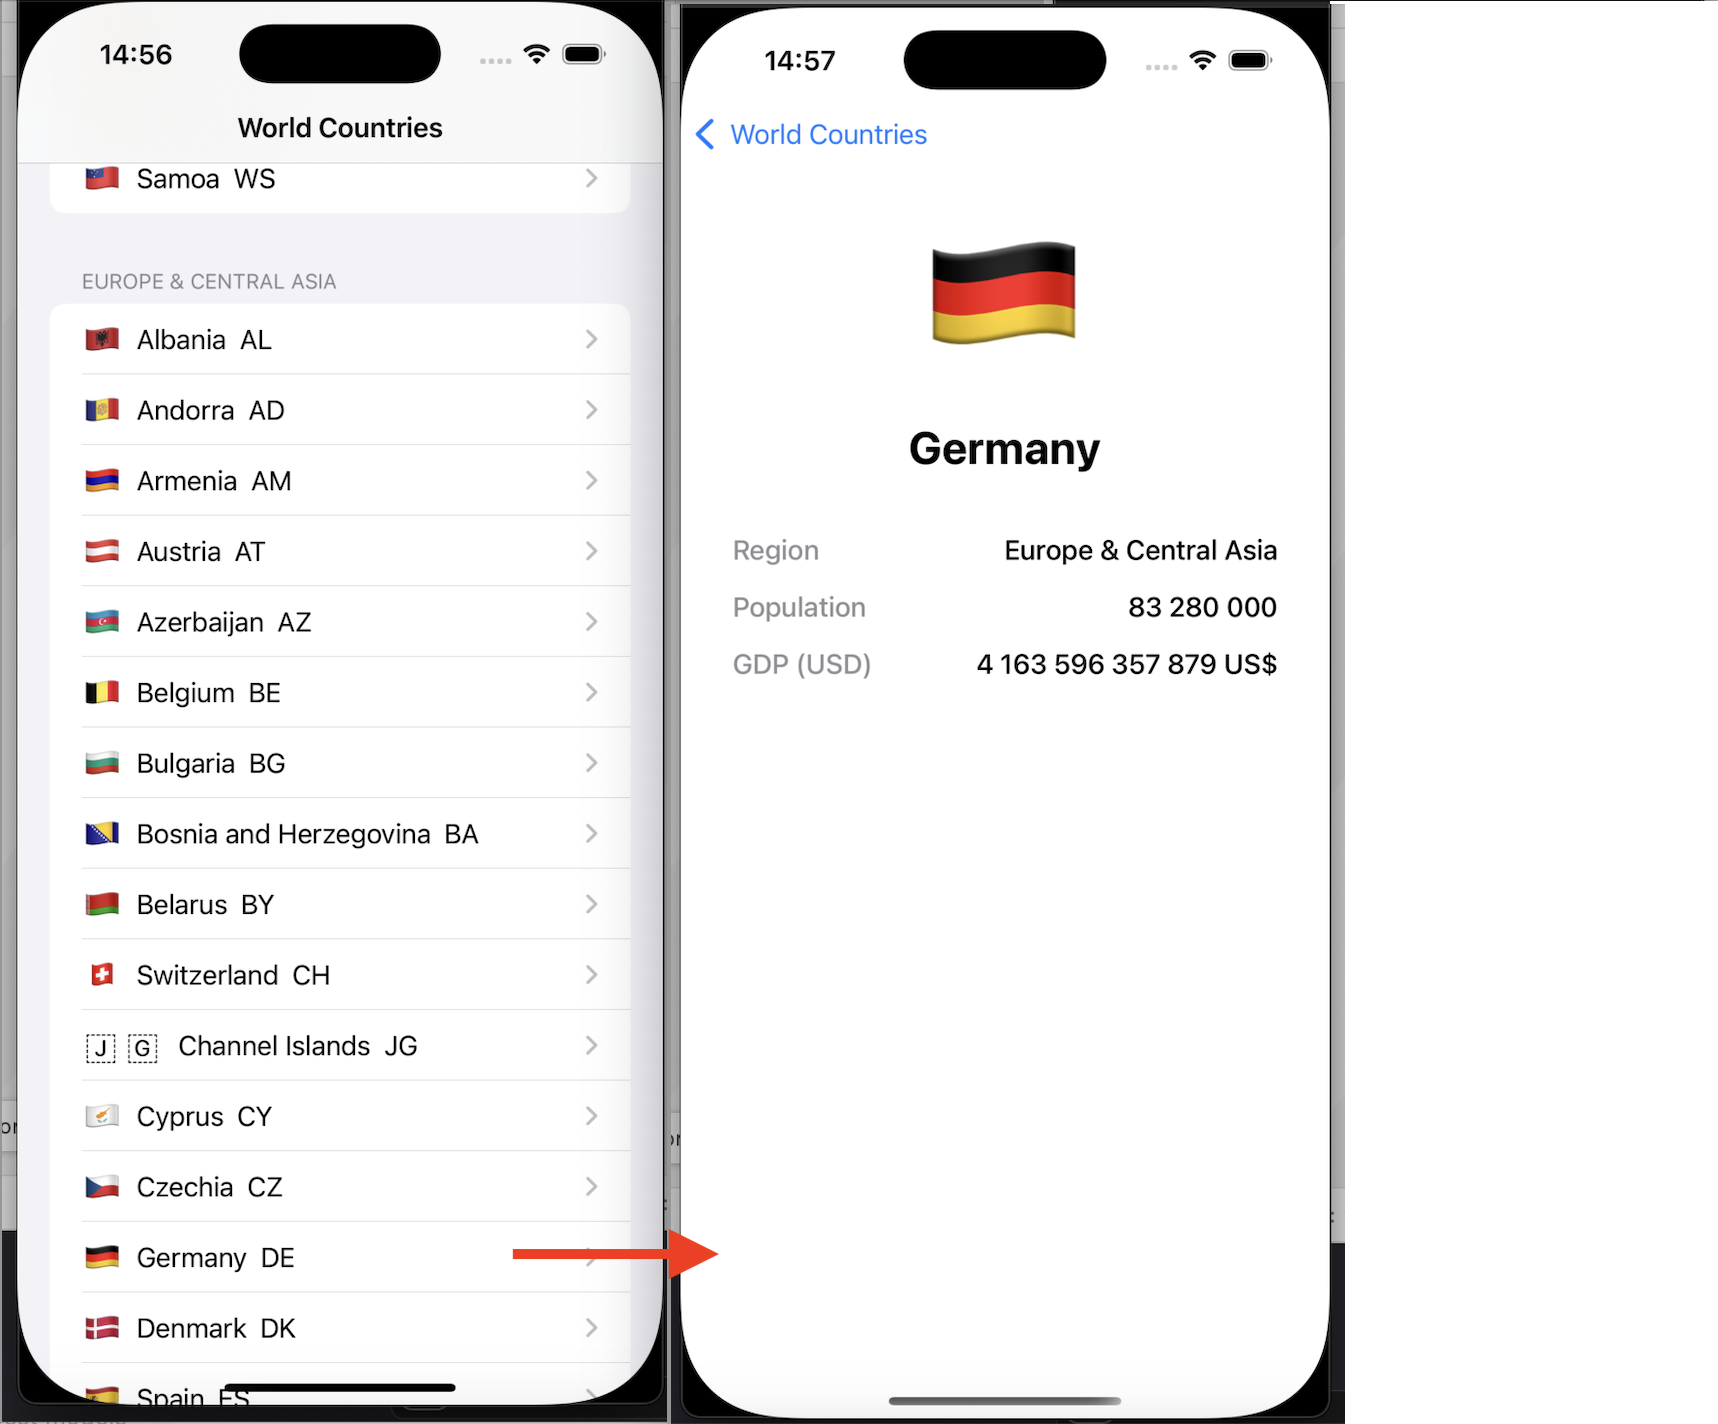 14:56
World Countries
Samoa WS
EUROPE & CENTRAL ASIA
Albania AL
Andorra AD
Armenia AM
Austria AT
Azerbaijan AZ
Belgium BE
Bulgaria BG
Bosnia and Herzegovina BA
Belarus BY
Switzerland CH
J G Channel Islands JG
Cyprus CY
Czechia CZ
Germany DE
Denmark DK
Spain ES
14:57
World Countries
Germany
Region Europe & Central Asia
Population 83 280 000
GDP (USD) 4 163 596 357 879 US$